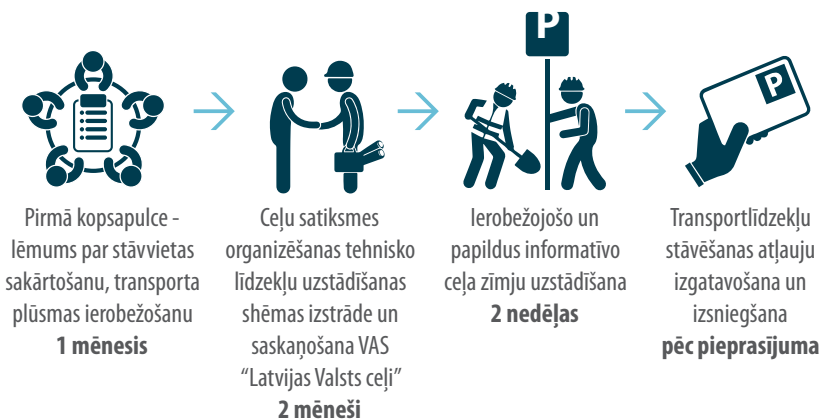 P
P
Pirmā kopsapulce -
lēmums par stāvvietas
sakārtošanu, transporta
plūsmas ierobežošanu
1 mēnesis
Ceļu satiksmes
organizēšanas tehnisko
līdzekļu uzstādīšanas
shēmas izstrāde un
saskaņošana VAS
“Latvijas Valsts ceļi”
2 mēneši
Ierobežojošo un
papildus informatīvo
ceļa zīmju uzstādīšana
2 nedēļas
Transportlīdzekļu
stāvēšanas atļauju
izgatavošana un
izsniegšana
pēc pieprasījuma